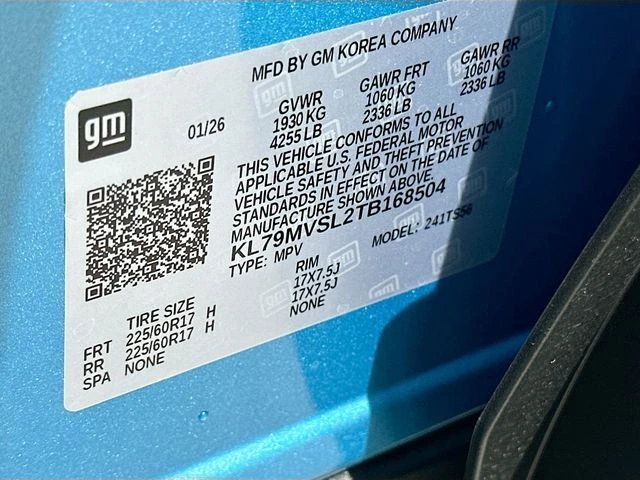 MFD BY GM KOREA COMPANY
gm
01/26
GVWR GAWR FRT GAWR RR
1930 KG 1060 KG 1060 KG
4255 LB 2336 LB 2336 LB
THIS VEHICLE CONFORMS TO ALL
APPLICABLE U.S. FEDERAL MOTOR
VEHICLE SAFETY AND THEFT PREVENTION
STANDARDS IN EFFECT ON THE DATE OF
MANUFACTURE SHOWN ABOVE.
KL79MVSL2TB168504
TYPE: MPV MODEL: 241TS56
TIRE SIZE RIM
FRT 225/60R17 H 17X7.5J
RR 225/60R17 H 17X7.5J
SPA NONE NONE